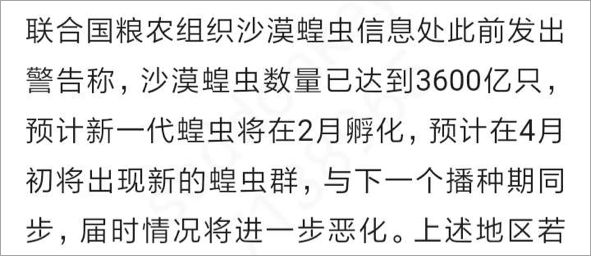 联合国粮农组织沙漠蝗虫信息处此前发出
警告称，沙漠蝗虫数量已达到3600亿只，
预计新一代蝗虫将在2月孵化，预计在4月
初将出现新的蝗虫群，与下一个播种期同
步，届时情况将进一步恶化。上述地区若